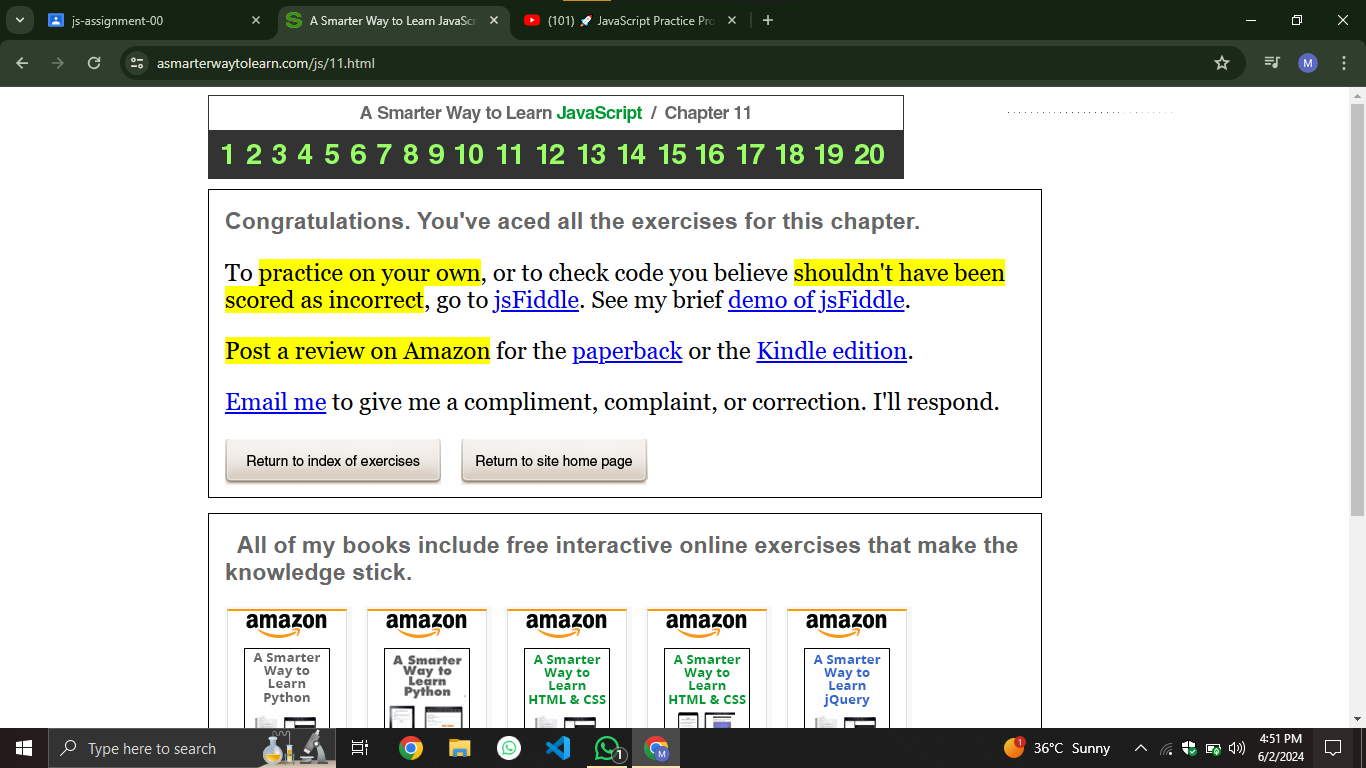 js-assignment-00
A Smarter Way to Learn JavaScr
(101) 🚀 JavaScript Practice Pro
asmarterwaytolearn.com/js/11.html
M
A Smarter Way to Learn JavaScript / Chapter 11
1 2 3 4 5 6 7 8 9 10 11 12 13 14 15 16 17 18 19 20
Congratulations. You've aced all the exercises for this chapter.
To practice on your own, or to check code you believe shouldn't have been
scored as incorrect, go to jsFiddle. See my brief demo of jsFiddle.
Post a review on Amazon for the paperback or the Kindle edition.
Email me to give me a compliment, complaint, or correction. I'll respond.
Return to index of exercises
Return to site home page
All of my books include free interactive online exercises that make the
knowledge stick.
amazon
A Smarter
Way to
Learn
Python
amazon
A Smarter
Way to
Learn
Python
amazon
A Smarter
Way to
Learn
HTML & CSS
amazon
A Smarter
Way to
Learn
HTML & CSS
amazon
A Smarter
Way to
Learn
jQuery
Type here to search
1
M
1
36°C Sunny
4:51 PM
6/2/2024